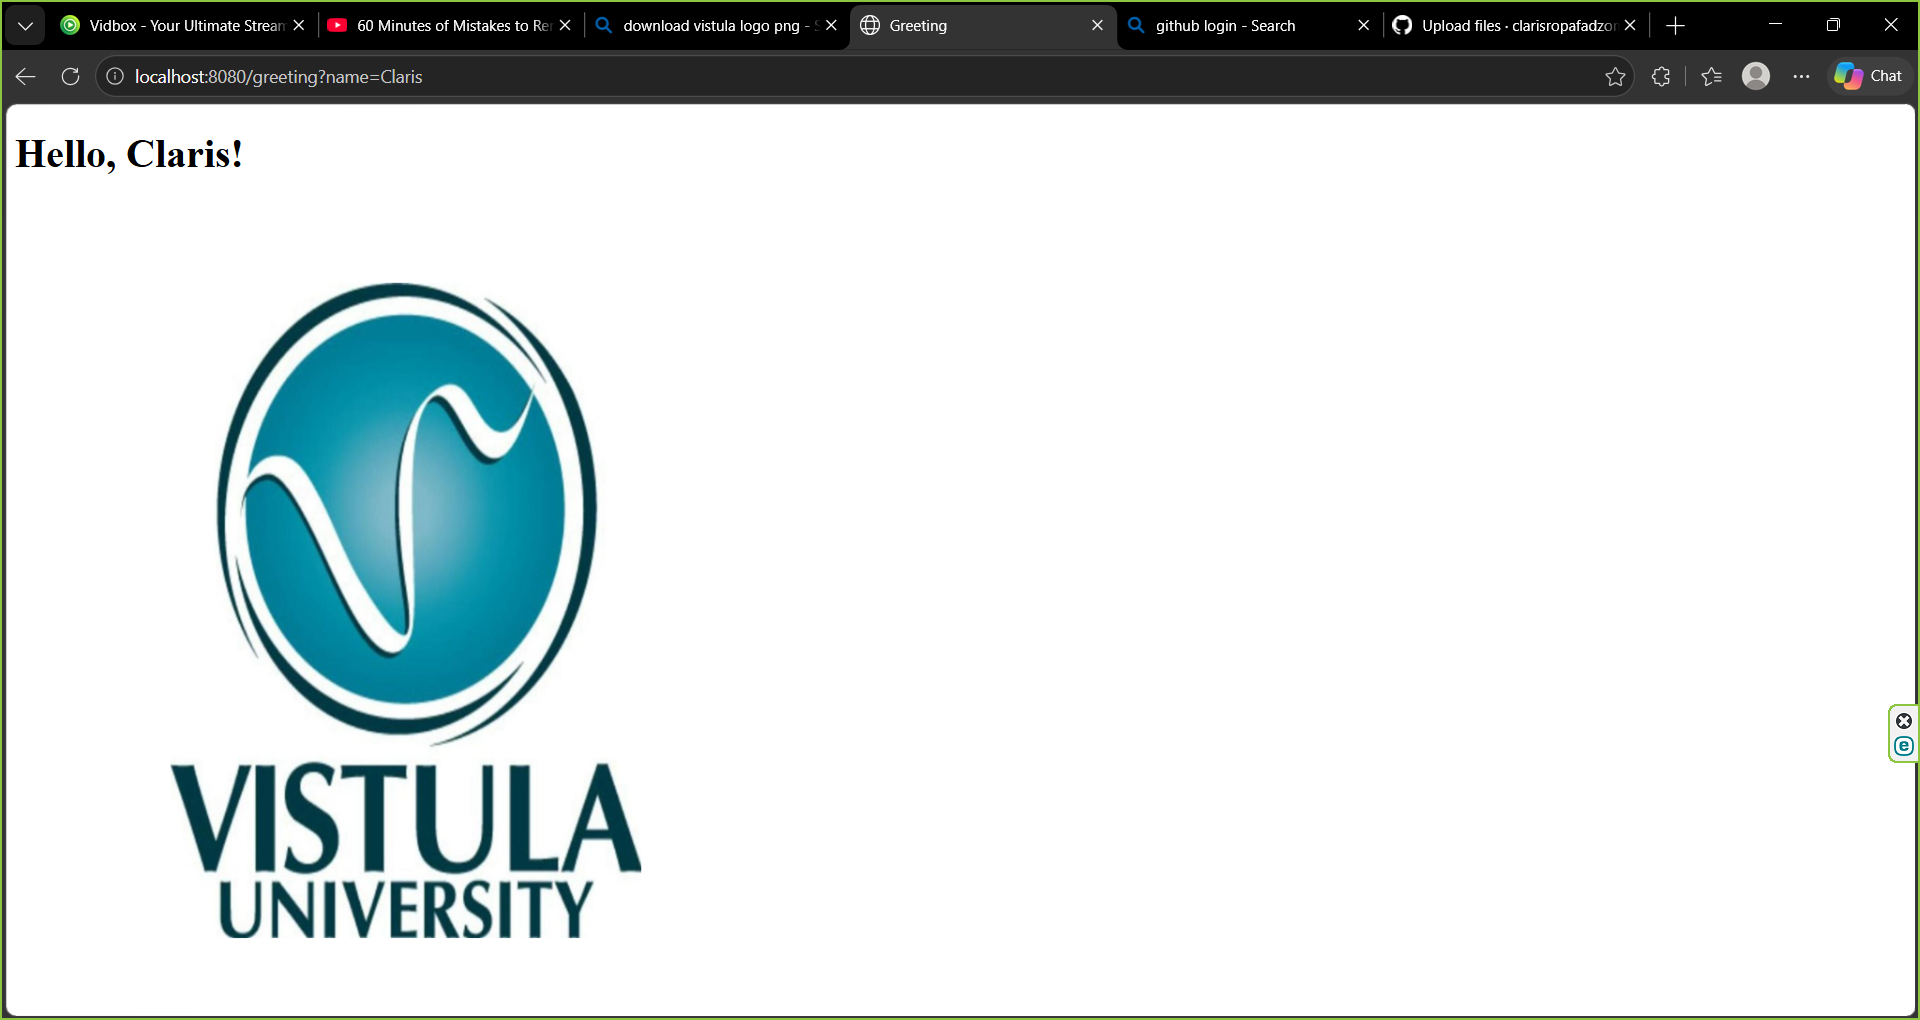 Vidbox - Your Ultimate Stream
60 Minutes of Mistakes to Re
download vistula logo png -
Greeting
github login - Search
Upload files · clarisropafadzo
localhost:8080/greeting?name=Claris
Chat
Hello, Claris!
VISTULA
UNIVERSITY
e